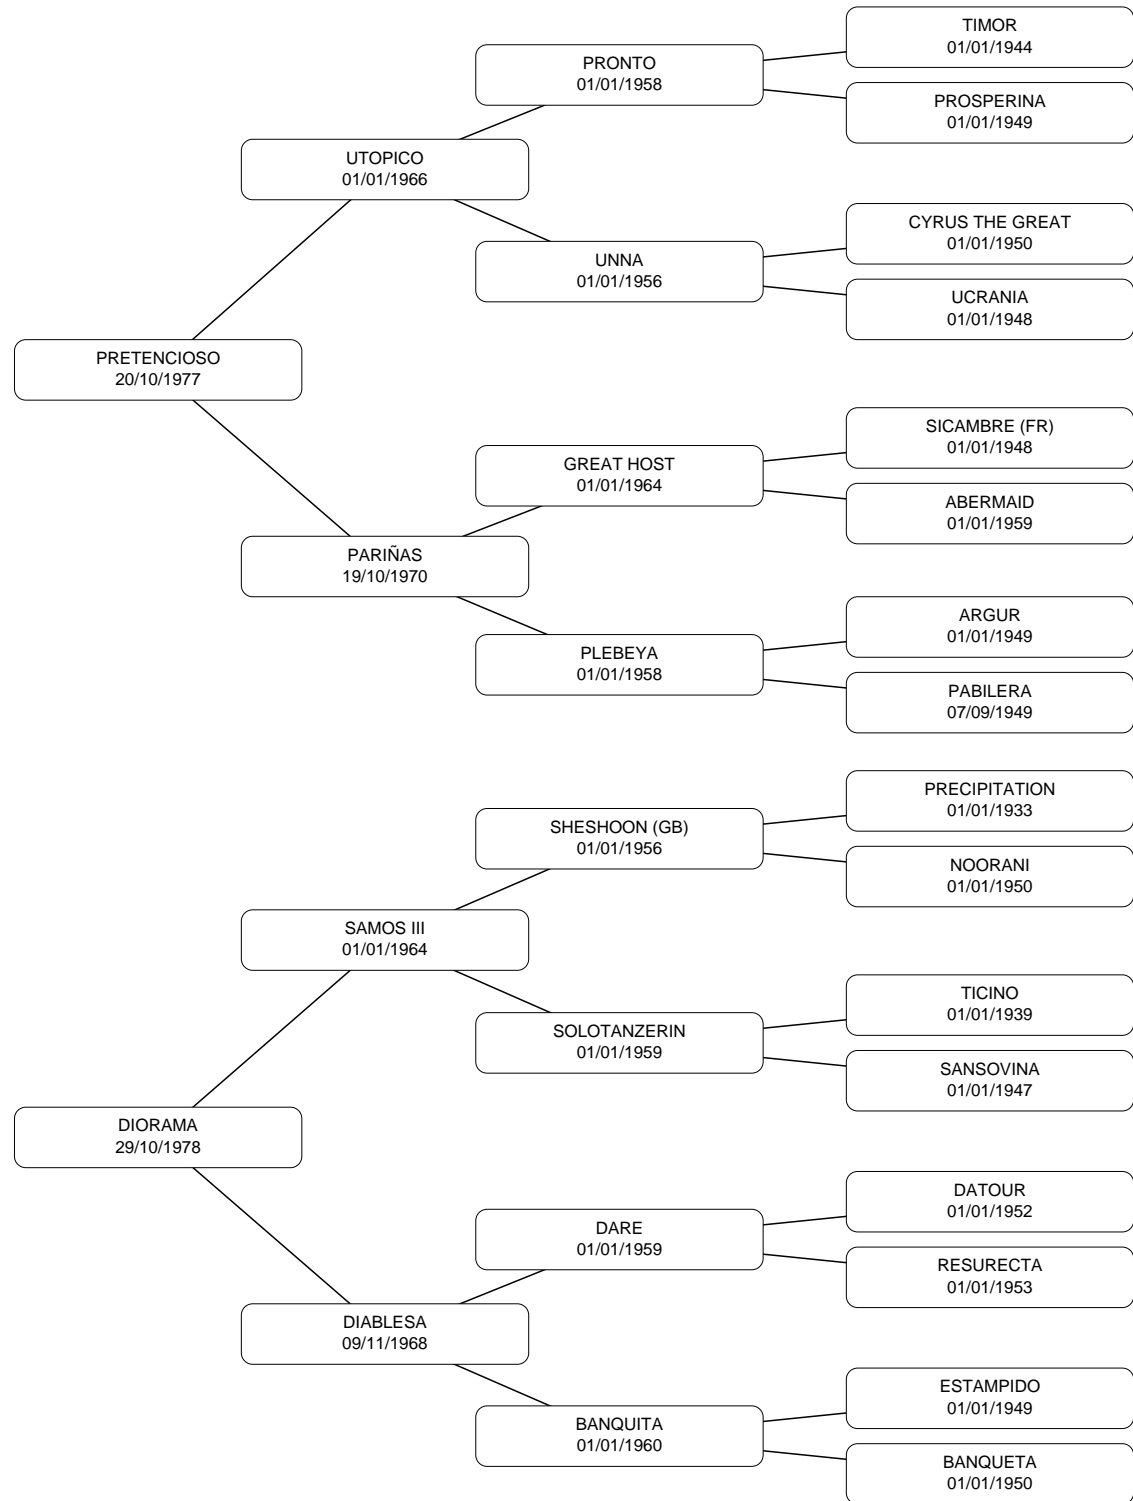 TIMOR
01/01/1944
PRONTO
01/01/1958
PROSPERINA
01/01/1949
UTOPICO
01/01/1966
CYRUS THE GREAT
01/01/1950
UNNA
01/01/1956
UCRANIA
01/01/1948
PRETENCIOSO
20/10/1977
SICAMBRE (FR)
01/01/1948
GREAT HOST
01/01/1964
ABERMAID
01/01/1959
PARIÑAS
19/10/1970
ARGUR
01/01/1949
PLEBEYA
01/01/1958
PABILERA
07/09/1949
PRECIPITATION
01/01/1933
SHESHOON (GB)
01/01/1956
NOORANI
01/01/1950
SAMOS III
01/01/1964
TICINO
01/01/1939
SOLOTANZERIN
01/01/1959
SANSOVINA
01/01/1947
DIORAMA
29/10/1978
DATOUR
01/01/1952
DARE
01/01/1959
RESURECTA
01/01/1953
DIABLESA
09/11/1968
ESTAMPIDO
01/01/1949
BANQUITA
01/01/1960
BANQUETA
01/01/1950